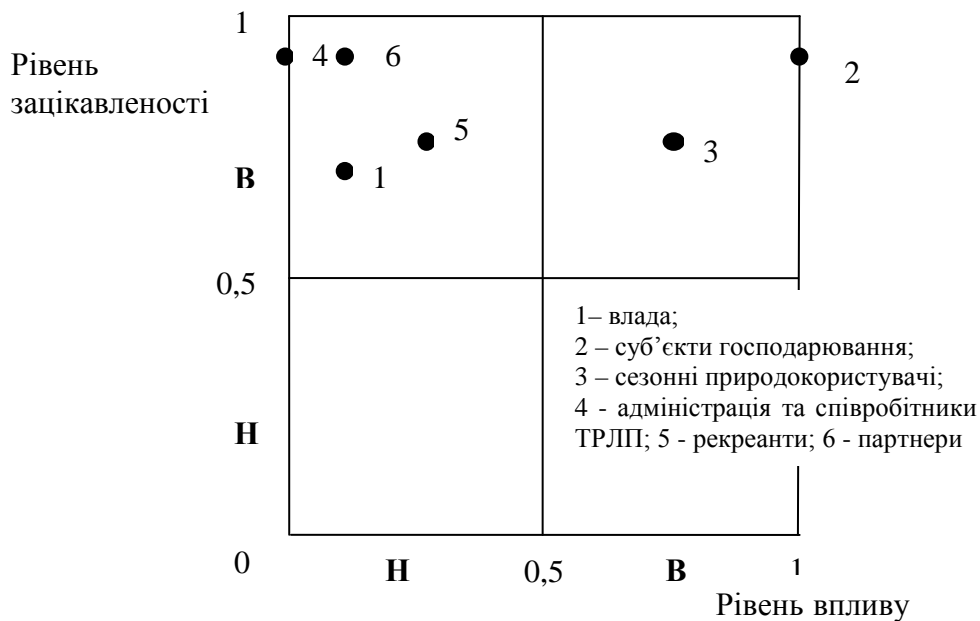 1
4
6
2
Рівень
зацікавленості
5
3
В
1
0,5
1– влада;
2 – суб’єкти господарювання;
3 – сезонні природокористувачі;
4 - адміністрація та співробітники
ТРЛП; 5 - рекреанти; 6 - партнери
Н
0
Н
0,5
В
1
Рівень впливу